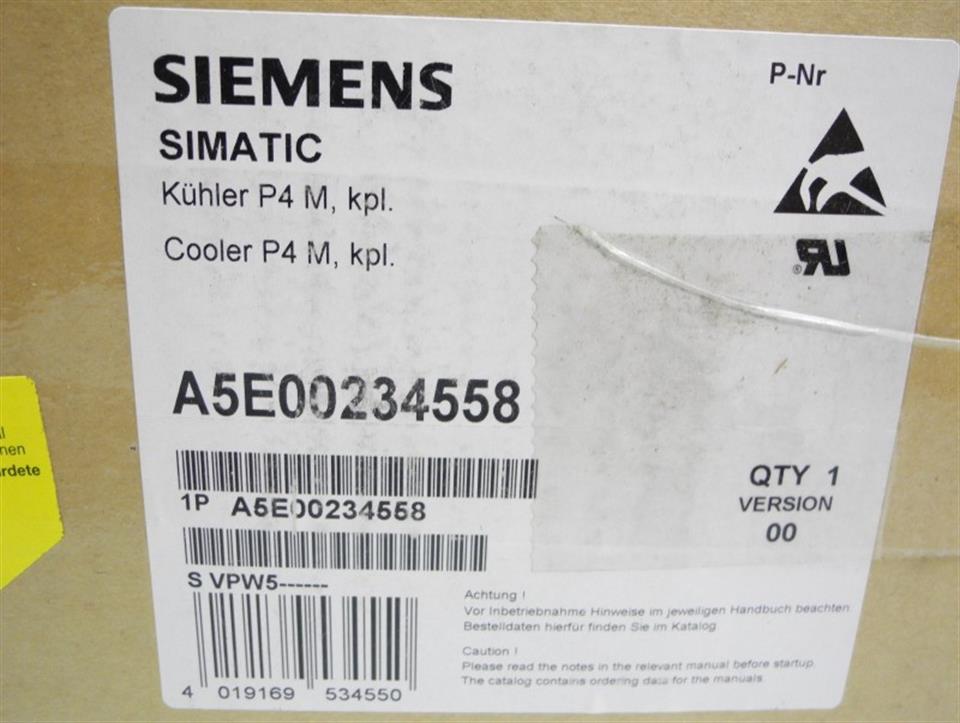 SIEMENS
P-Nr
SIMATIC
Kühler P4 M, kpl.
Cooler P4 M, kpl.
A5E00234558
QTY 1
1P A5E00234558
VERSION
00
S VPW5------
Achtung !
Vor Inbetriebnahme Hinweise im jeweiligen Handbuch beachten.
Bestelldaten hierfür finden Sie im Katalog
Caution !
Please read the notes in the relevant manual before startup.
The catalog contains ordering data for the manuals.
4 019169 534550